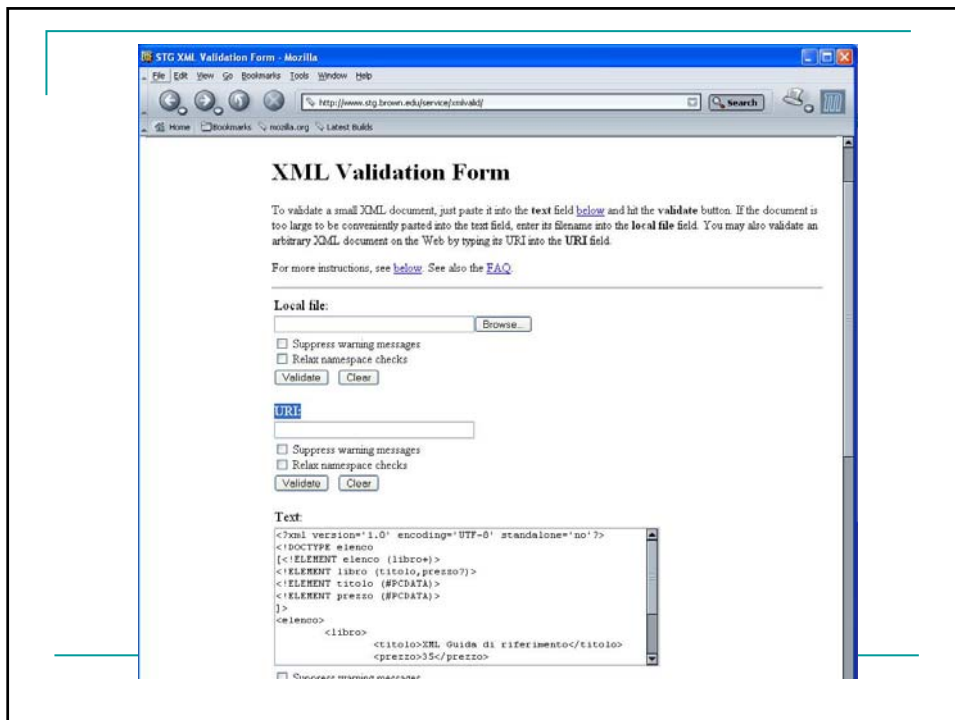 STG XML Validation Form - Mozilla
File Edit View Go Bookmarks Tools Window Help
http://www.stg.brown.edu/service/xmlvalid/ Search
Home Bookmarks mozilla.org Latest Builds
XML Validation Form
To validate a small XML document, just paste it into the text field below and hit the validate button. If the document is
too large to be conveniently pasted into the text field, enter its filename into the local file field. You may also validate an
arbitrary XML document on the Web by typing its URI into the URI field.
For more instructions, see below. See also the FAQ.
Local file:
Browse...
Suppress warning messages
Relax namespace checks
Validate Clear
URI:
Suppress warning messages
Relax namespace checks
Validate Clear
Text:
<?xml version='1.0' encoding='UTF-8' standalone='no'?>
<!DOCTYPE elenco
[<!ELEMENT elenco (libro+)>
<!ELEMENT libro (titolo,prezzo?)>
<!ELEMENT titolo (#PCDATA)>
<!ELEMENT prezzo (#PCDATA)>
]>
<elenco>
<libro>
<titolo>XML Guida di riferimento</titolo>
<prezzo>35</prezzo>
Suppress warning messages